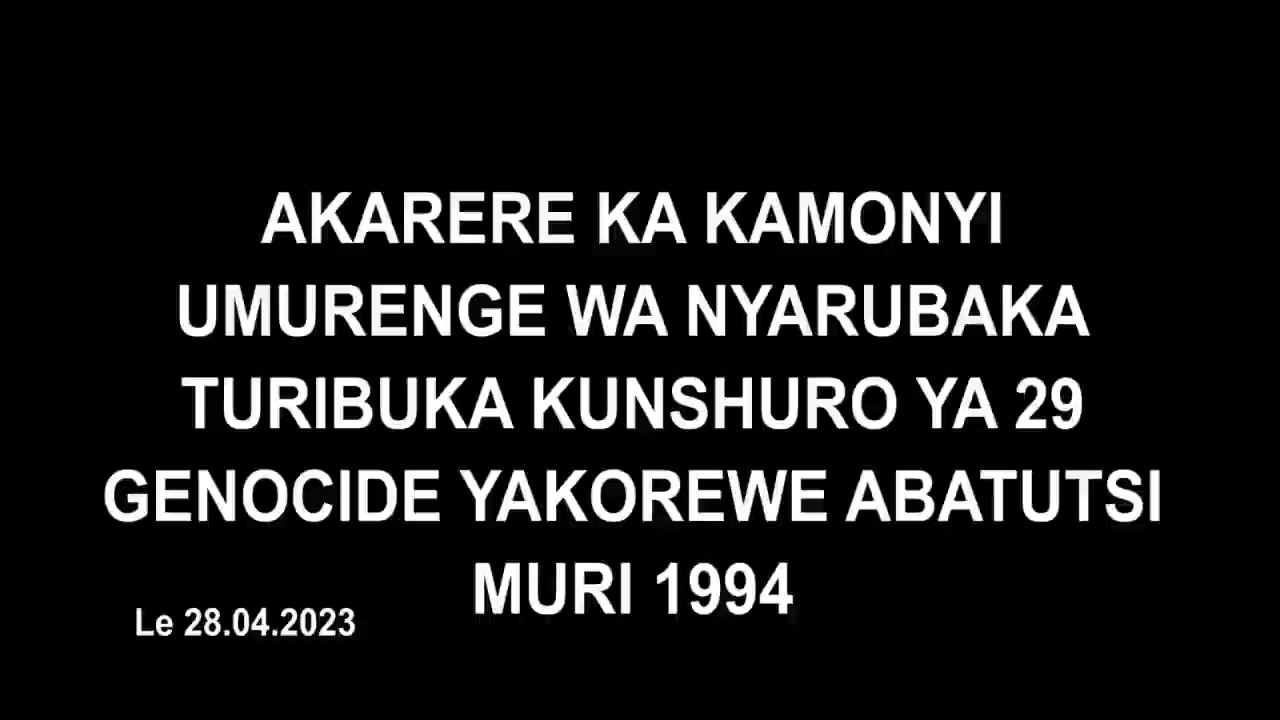 AKARERE KA KAMONYI
UMURENGE WA NYARUBAKA
TURIBUKA KUNSHURO YA 29
GENOCIDE YAKOREWE ABATUTSI
MURI 1994
Le 28.04.2023